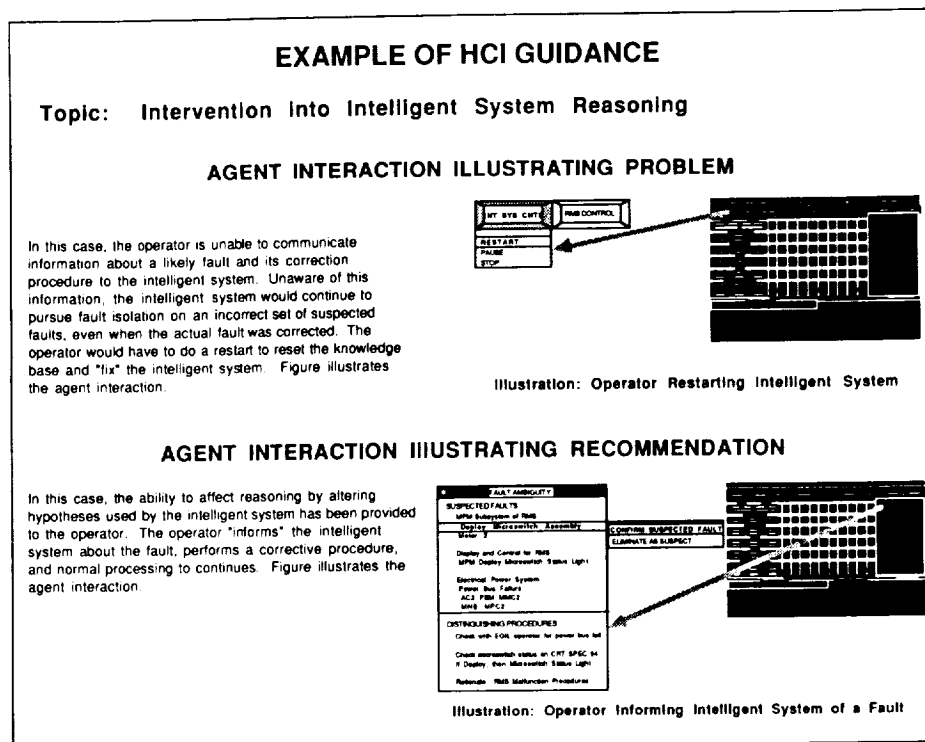 EXAMPLE OF HCI GUIDANCE
Topic: Intervention into Intelligent System Reasoning
AGENT INTERACTION ILLUSTRATING PROBLEM
In this case, the operator is unable to communicate
information about a likely fault and its correction
procedure to the intelligent system. Unaware of this
information, the intelligent system would continue to
pursue fault isolation on an incorrect set of suspected
faults, even when the actual fault was corrected. The
operator would have to do a restart to reset the knowledge
base and "fix" the intelligent system. Figure illustrates
the agent interaction.
INT SYS CNTL
RMS CONTROL
RESTART
PAUSE
STOP
Illustration: Operator Restarting Intelligent System
AGENT INTERACTION IIIUSTRATING RECOMMENDATION
In this case, the ability to affect reasoning by altering
hypotheses used by the intelligent system has been provided
to the operator. The operator "informs" the intelligent
system about the fault, performs a corrective procedure,
and normal processing to continues. Figure illustrates the
agent interaction.
FAULT AMBIGUITY
SUSPECTED FAULTS
MPM Subsystem of RMS
Deploy Microswitch Assembly
Motor 2
Display and Control for RMS
MPM Deploy Microswitch Status Light
Electrical Power System
Power Bus Failure
AC2 MMC2
MNB MPC2
DISTINGUISHING PROCEDURES
Check with EGIL operator for power bus fail
Check microswitch status on CRT SPEC 94
If Deploy, then Microswitch Status Light
Rationale: RMS Malfunction Procedures
CONFIRM SUSPECTED FAULT
ELIMINATE AS SUSPECT
Illustration: Operator Informing Intelligent System of a Fault